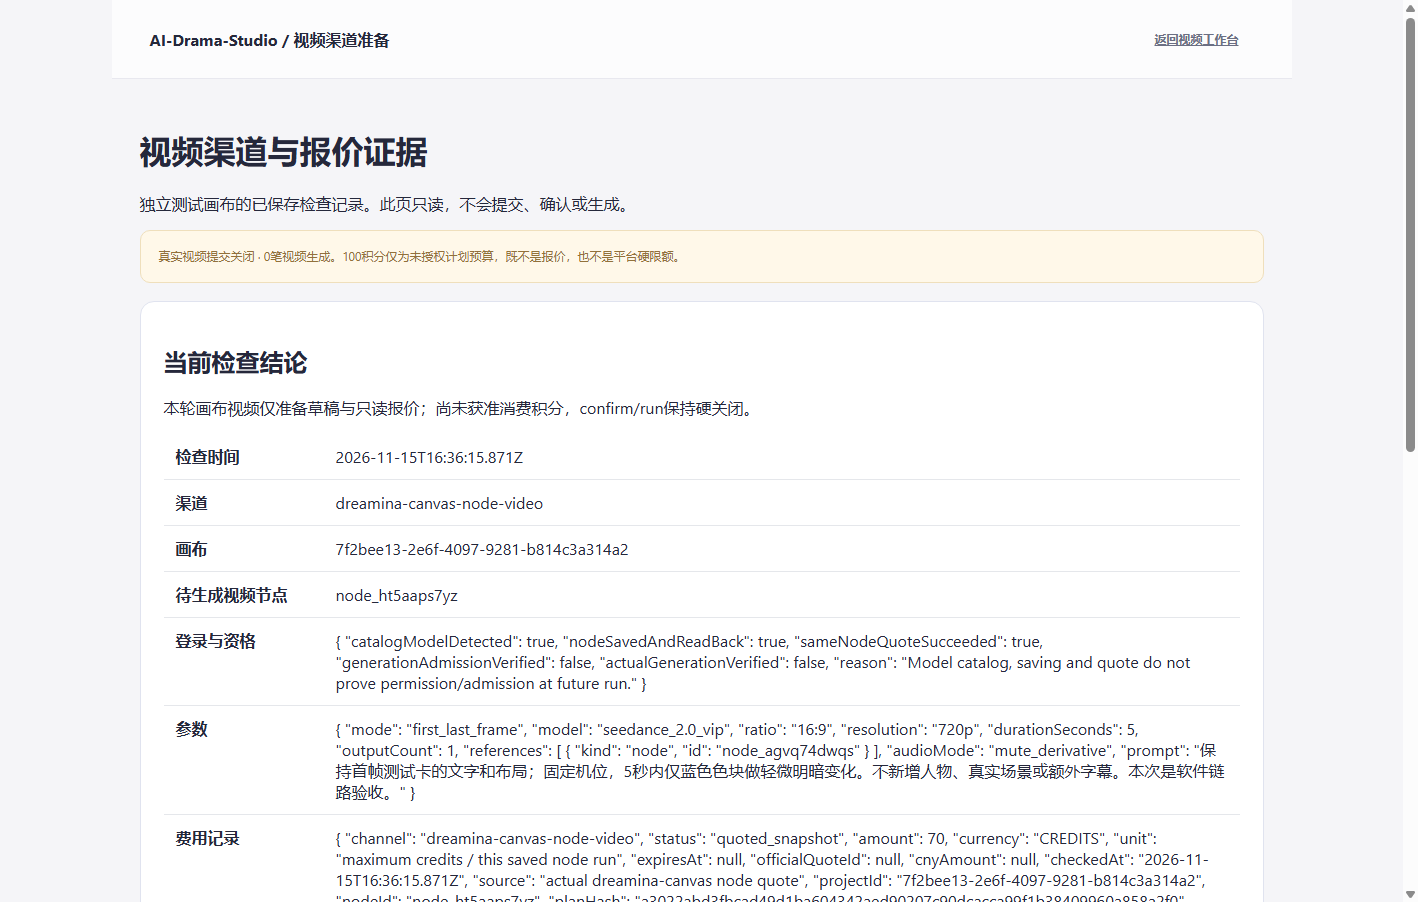 AI-Drama-Studio / 视频渠道准备
返回视频工作台
视频渠道与报价证据
独立测试画布的已保存检查记录。此页只读，不会提交、确认或生成。
真实视频提交关闭 · 0笔视频生成。100积分仅为未授权计划预算，既不是报价，也不是平台硬限额。
当前检查结论
本轮画布视频仅准备草稿与只读报价；尚未获准消费积分，confirm/run保持硬关闭。
检查时间 2026-11-15T16:36:15.871Z
渠道 dreamina-canvas-node-video
画布 7f2bee13-2e6f-4097-9281-b814c3a314a2
待生成视频节点 node_ht5aaps7yz
登录与资格 { "catalogModelDetected": true, "nodeSavedAndReadBack": true, "sameNodeQuoteSucceeded": true,
"generationAdmissionVerified": false, "actualGenerationVerified": false, "reason": "Model catalog, saving and quote do not
prove permission/admission at future run." }
参数 { "mode": "first_last_frame", "model": "seedance_2.0_vip", "ratio": "16:9", "resolution": "720p", "durationSeconds": 5,
"outputCount": 1, "references": [ { "kind": "node", "id": "node_agvq74dwqs" } ], "audioMode": "mute_derivative", "prompt": "保
持首帧测试卡的文字和布局；固定机位，5秒内仅蓝色色块做轻微明暗变化。不新增人物、真实场景或额外字幕。本次是软件链
路验收。" }
费用记录 { "channel": "dreamina-canvas-node-video", "status": "quoted_snapshot", "amount": 70, "currency": "CREDITS", "unit":
"maximum credits / this saved node run", "expiresAt": null, "officialQuoteId": null, "cnyAmount": null, "checkedAt": "2026-11-
15T16:36:15.871Z", "source": "actual dreamina-canvas node quote", "projectId": "7f2bee13-2e6f-4097-9281-b814c3a314a2",
"nodeId": "node_ht5aaps7yz", "planHash":